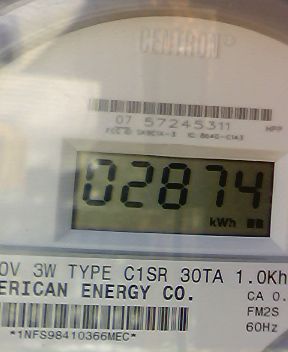 CENTRON®
07 57245311
HPP
02874
kWh
0V 3W TYPE C1SR 30TA 1.0Kh
ERICAN ENERGY CO. CA 0.
FM2S
60Hz
*1NFS98410366MEC*